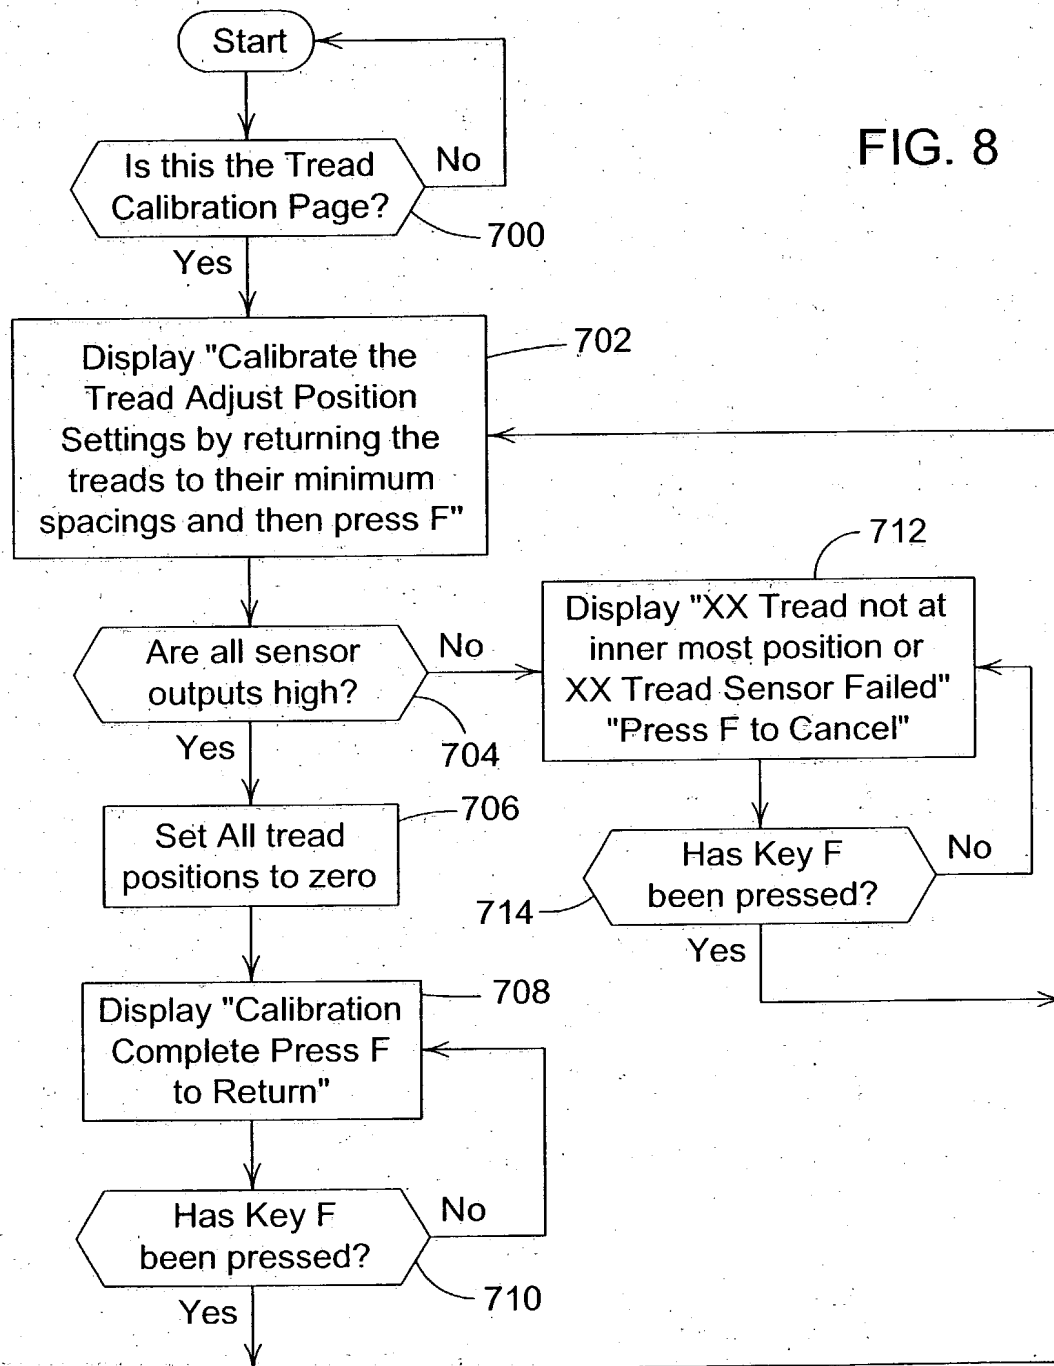 Start
FIG. 8
Is this the Tread
Calibration Page?
No
700
Yes
702
Display "Calibrate the
Tread Adjust Position
Settings by returning the
treads to their minimum
spacings and then press F"
712
Are all sensor
outputs high?
No
704
Yes
Display "XX Tread not at
inner most position or
XX Tread Sensor Failed"
"Press F to Cancel"
706
Set All tread
positions to zero
Has Key F
been pressed?
No
714
Yes
708
Display "Calibration
Complete Press F
to Return"
Has Key F
been pressed?
No
710
Yes